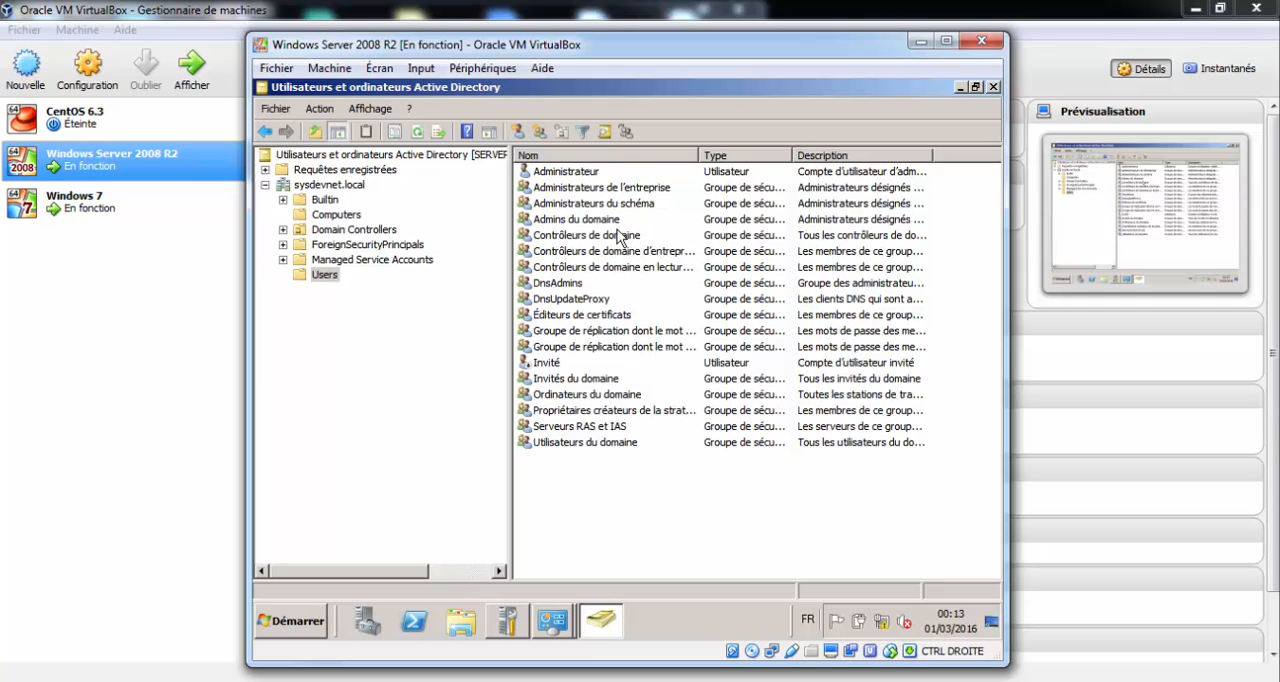 Oracle VM VirtualBox - Gestionnaire de machines
Fichier Machine Aide
Nouvelle Configuration Oublier Afficher
Détails Instantanés
CentOS 6.3
Éteinte
Windows Server 2008 R2
En fonction
Windows 7
En fonction
Prévisualisation
Windows Server 2008 R2 [En fonction] - Oracle VM VirtualBox
Fichier Machine Écran Input Périphériques Aide
Utilisateurs et ordinateurs Active Directory
Fichier Action Affichage ?
Utilisateurs et ordinateurs Active Directory [SERVER
Requêtes enregistrées
sysdevnet.local
Builtin
Computers
Domain Controllers
ForeignSecurityPrincipals
Managed Service Accounts
Users
Nom Type Description
Administrateur Utilisateur Compte d'utilisateur d'adm...
Administrateurs de l'entreprise Groupe de sécu... Administrateurs désignés ...
Administrateurs du schéma Groupe de sécu... Administrateurs désignés ...
Admins du domaine Groupe de sécu... Administrateurs désignés ...
Contrôleurs de domaine Groupe de sécu... Tous les contrôleurs de do...
Contrôleurs de domaine d'entrepr... Groupe de sécu... Les membres de ce group...
Contrôleurs de domaine en lectur... Groupe de sécu... Les membres de ce group...
DnsAdmins Groupe de sécu... Groupe des administrateu...
DnsUpdateProxy Groupe de sécu... Les clients DNS qui sont a...
Éditeurs de certificats Groupe de sécu... Les membres de ce group...
Groupe de réplication dont le mot ... Groupe de sécu... Les mots de passe des me...
Groupe de réplication dont le mot ... Groupe de sécu... Les mots de passe des me...
Invité Utilisateur Compte d'utilisateur invité
Invités du domaine Groupe de sécu... Tous les invités du domaine
Ordinateurs du domaine Groupe de sécu... Toutes les stations de tra...
Propriétaires créateurs de la strat... Groupe de sécu... Les membres de ce group...
Serveurs RAS et IAS Groupe de sécu... Les serveurs de ce group...
Utilisateurs du domaine Groupe de sécu... Tous les utilisateurs du do...
Démarrer
FR
00:13
01/03/2016
CTRL DROITE